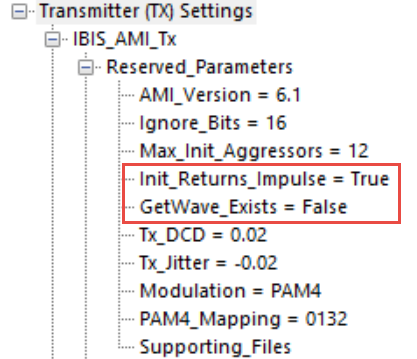 Transmitter (TX) Settings
IBIS_AMI_Tx
Reserved_Parameters
AMI_Version = 6.1
Ignore_Bits = 16
Max_Init_Aggressors = 12
Init_Returns_Impulse = True
GetWave_Exists = False
Tx_DCD = 0.02
Tx_Jitter = -0.02
Modulation = PAM4
PAM4_Mapping = 0132
Supporting_Files